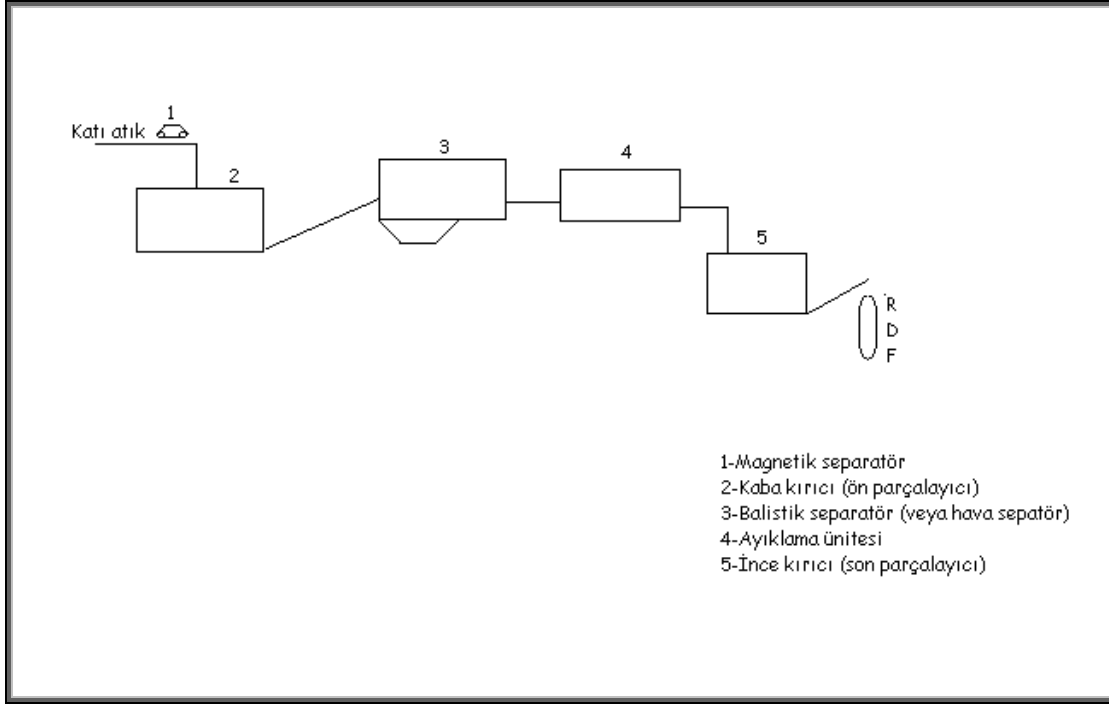 1
Katı atık
2
3
4
5
R
D
F
1-Magnetik separatör
2-Kaba kırıcı (ön parçalayıcı)
3-Balistik separatör (veya hava sepatör)
4-Ayıklama ünitesi
5-İnce kırıcı (son parçalayıcı)